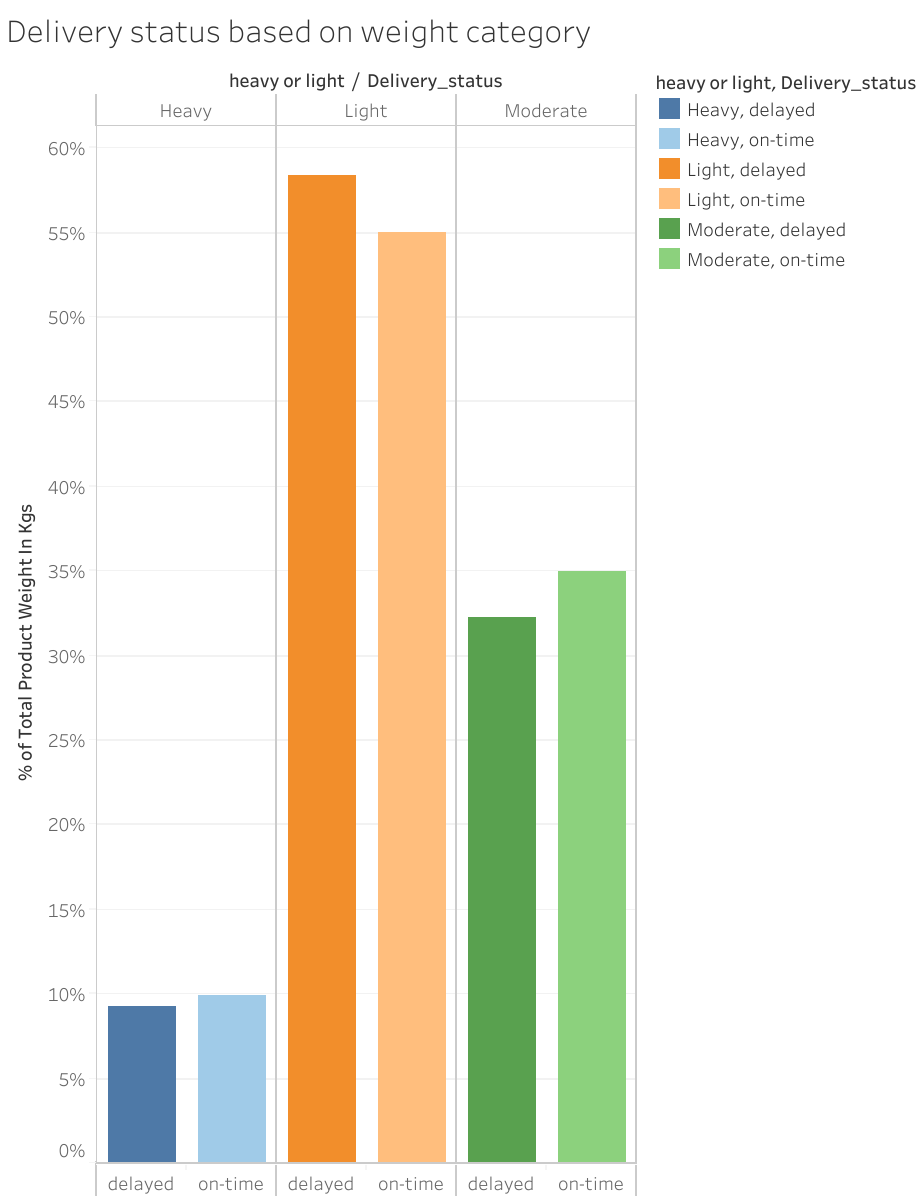 Delivery status based on weight category
heavy or light / Delivery_status
Heavy Light Moderate
60%
55%
50%
45%
40%
35%
30%
25%
20%
15%
10%
5%
0%
% of Total Product Weight In Kgs
delayed on-time delayed on-time delayed on-time
heavy or light, Delivery_status
Heavy, delayed
Heavy, on-time
Light, delayed
Light, on-time
Moderate, delayed
Moderate, on-time